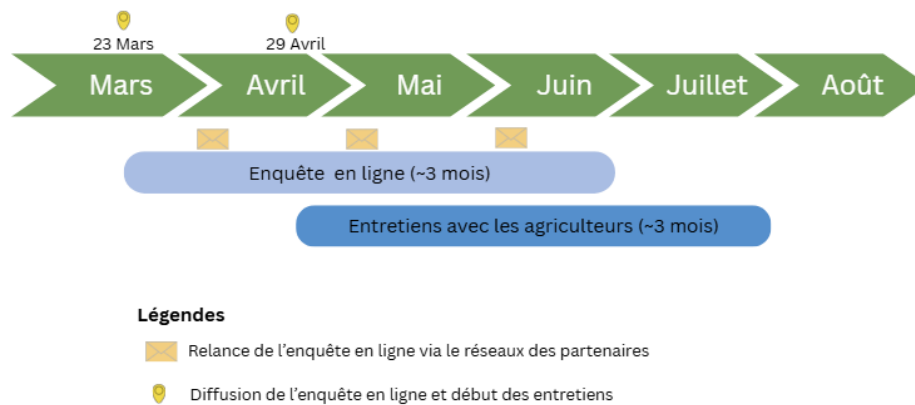 23 Mars
29 Avril
Mars
Avril
Mai
Juin
Juillet
Août
Enquête en ligne (~3 mois)
Entretiens avec les agriculteurs (~3 mois)
Légendes
Relance de l'enquête en ligne via le réseaux des partenaires
Diffusion de l'enquête en ligne et début des entretiens